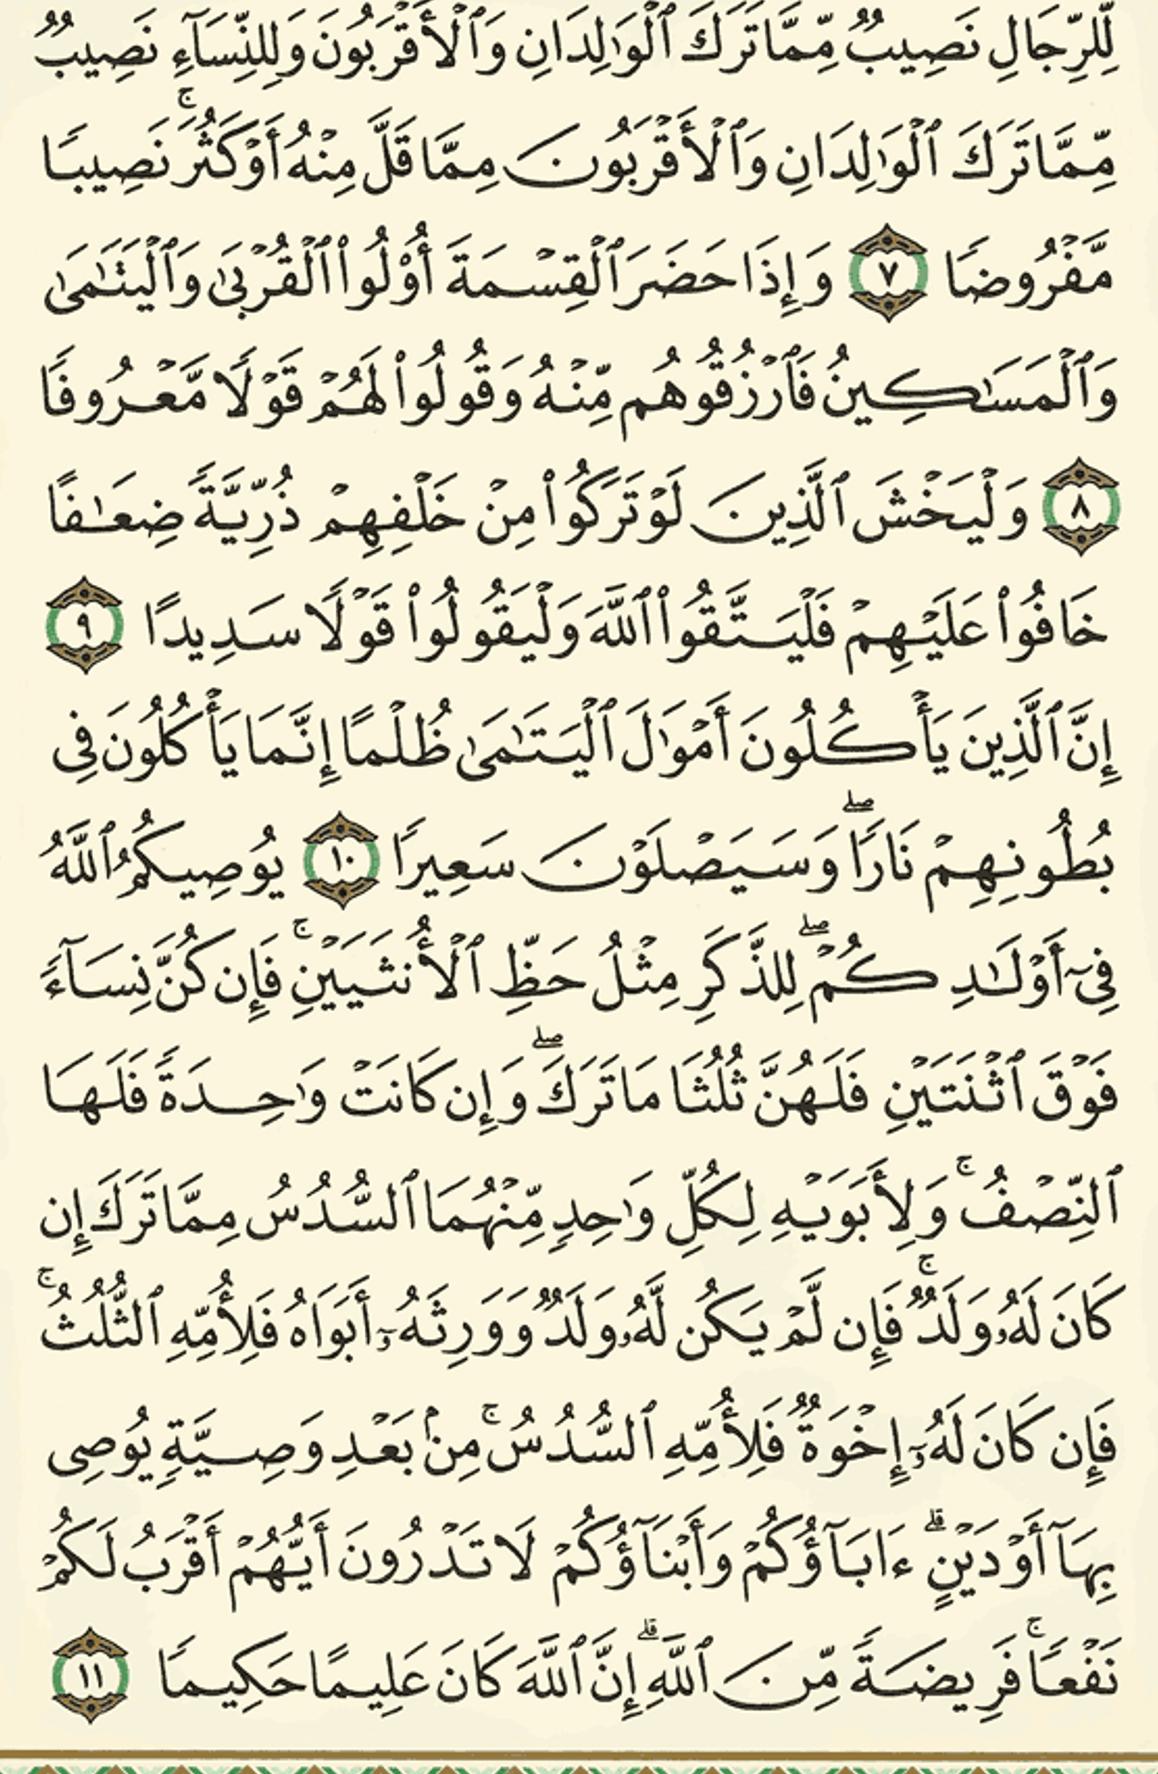 لِّلرِّجَالِ نَصِيبٌ مِّمَّا تَرَكَ ٱلْوَٰلِدَانِ وَٱلْأَقْرَبُونَ وَلِلنِّسَآءِ نَصِيبٌ
مِّمَّا تَرَكَ ٱلْوَٰلِدَانِ وَٱلْأَقْرَبُونَ مِمَّا قَلَّ مِنْهُ أَوْ كَثُرَ ۚ نَصِيبًا
مَّفْرُوضًا ٧ وَإِذَا حَضَرَ ٱلْقِسْمَةَ أُو۟لُوا۟ ٱلْقُرْبَىٰ وَٱلْيَتَٰمَىٰ
وَٱلْمَسَٰكِينُ فَٱرْزُقُوهُم مِّنْهُ وَقُولُوا۟ لَهُمْ قَوْلًا مَّعْرُوفًا
٨ وَلْيَخْشَ ٱلَّذِينَ لَوْ تَرَكُوا۟ مِنْ خَلْفِهِمْ ذُرِّيَّةً ضِعَٰفًا
خَافُوا۟ عَلَيْهِمْ فَلْيَتَّقُوا۟ ٱللَّهَ وَلْيَقُولُوا۟ قَوْلًا سَدِيدًا ٩
إِنَّ ٱلَّذِينَ يَأْكُلُونَ أَمْوَٰلَ ٱلْيَتَٰمَىٰ ظُلْمًا إِنَّمَا يَأْكُلُونَ فِى
بُطُونِهِمْ نَارًا ۖ وَسَيَصْلَوْنَ سَعِيرًا ١٠ يُوصِيكُمُ ٱللَّهُ
فِىٓ أَوْلَٰدِكُمْ ۖ لِلذَّكَرِ مِثْلُ حَظِّ ٱلْأُنثَيَيْنِ ۚ فَإِن كُنَّ نِسَآءً
فَوْقَ ٱثْنَتَيْنِ فَلَهُنَّ ثُلُثَا مَا تَرَكَ ۖ وَإِن كَانَتْ وَٰحِدَةً فَلَهَا
ٱلنِّصْفُ ۚ وَلِأَبَوَيْهِ لِكُلِّ وَٰحِدٍ مِّنْهُمَا ٱلسُّدُسُ مِمَّا تَرَكَ إِن
كَانَ لَهُۥ وَلَدٌ ۚ فَإِن لَّمْ يَكُن لَّهُۥ وَلَدٌ وَوَرِثَهُۥٓ أَبَوَاهُ فَلِأُمِّهِ ٱلثُّلُثُ ۚ
فَإِن كَانَ لَهُۥٓ إِخْوَةٌ فَلِأُمِّهِ ٱلسُّدُسُ ۚ مِنۢ بَعْدِ وَصِيَّةٍ يُوصِى
بِهَآ أَوْ دَيْنٍ ۗ ءَابَآؤُكُمْ وَأَبْنَآؤُكُمْ لَا تَدْرُونَ أَيُّهُمْ أَقْرَبُ لَكُمْ
نَفْعًا ۚ فَرِيضَةً مِّنَ ٱللَّهِ ۗ إِنَّ ٱللَّهَ كَانَ عَلِيمًا حَكِيمًا ١١